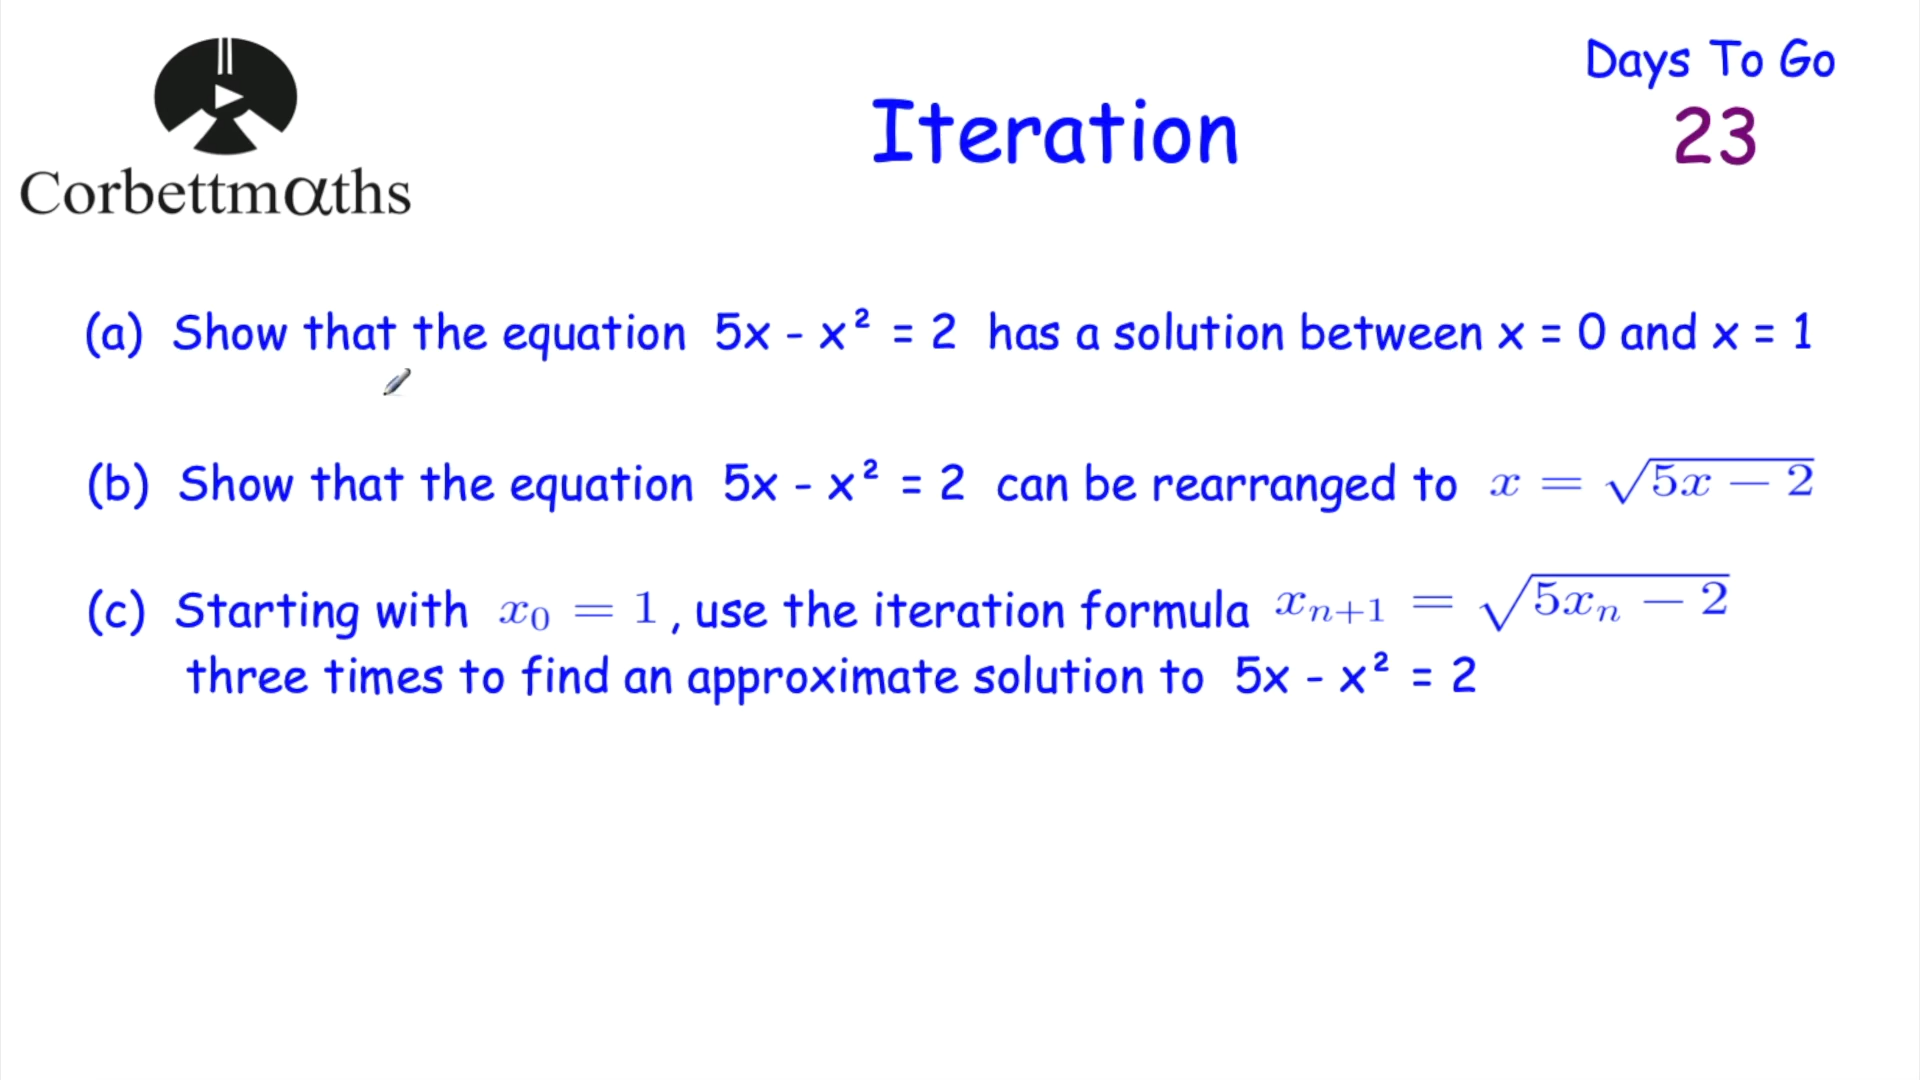 Corbettmαths
Iteration
Days To Go
23
(a) Show that the equation 5x - x² = 2 has a solution between x = 0 and x = 1
(b) Show that the equation 5x - x² = 2 can be rearranged to x = √(5x − 2)
(c) Starting with x₀ = 1, use the iteration formula xₙ₊₁ = √(5xₙ − 2)
three times to find an approximate solution to 5x - x² = 2